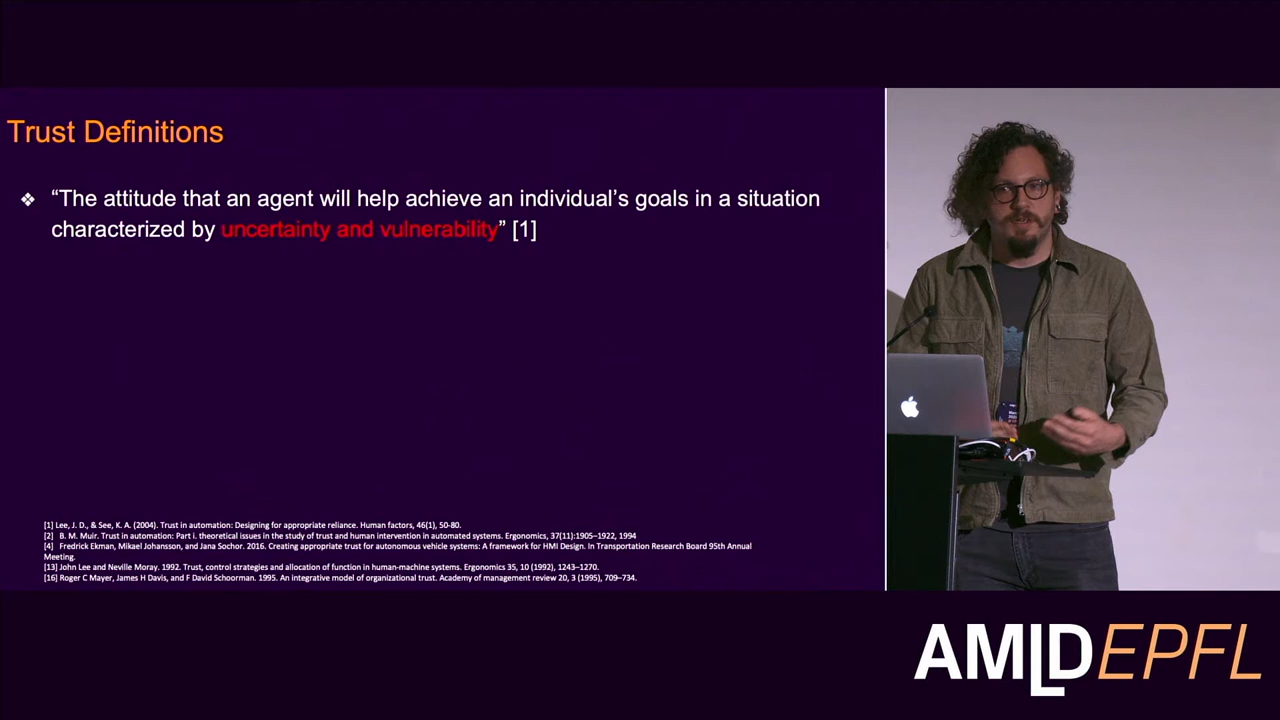 Trust Definitions
❖ “The attitude that an agent will help achieve an individual’s goals in a situation
characterized by uncertainty and vulnerability” [1]
[1] Lee, J. D., & See, K. A. (2004). Trust in automation: Designing for appropriate reliance. Human factors, 46(1), 50-80.
[2] B. M. Muir. Trust in automation: Part i. theoretical issues in the study of trust and human intervention in automated systems. Ergonomics, 37(11):1905–1922, 1994
[4] Fredrick Ekman, Mikael Johansson, and Jana Sochor. 2016. Creating appropriate trust for autonomous vehicle systems: A framework for HMI Design. In Transportation Research Board 95th Annual
Meeting.
[13] John Lee and Neville Moray. 1992. Trust, control strategies and allocation of function in human-machine systems. Ergonomics 35, 10 (1992), 1243–1270.
[16] Roger C Mayer, James H Davis, and F David Schoorman. 1995. An integrative model of organizational trust. Academy of management review 20, 3 (1995), 709–734.
AMLDEPFL